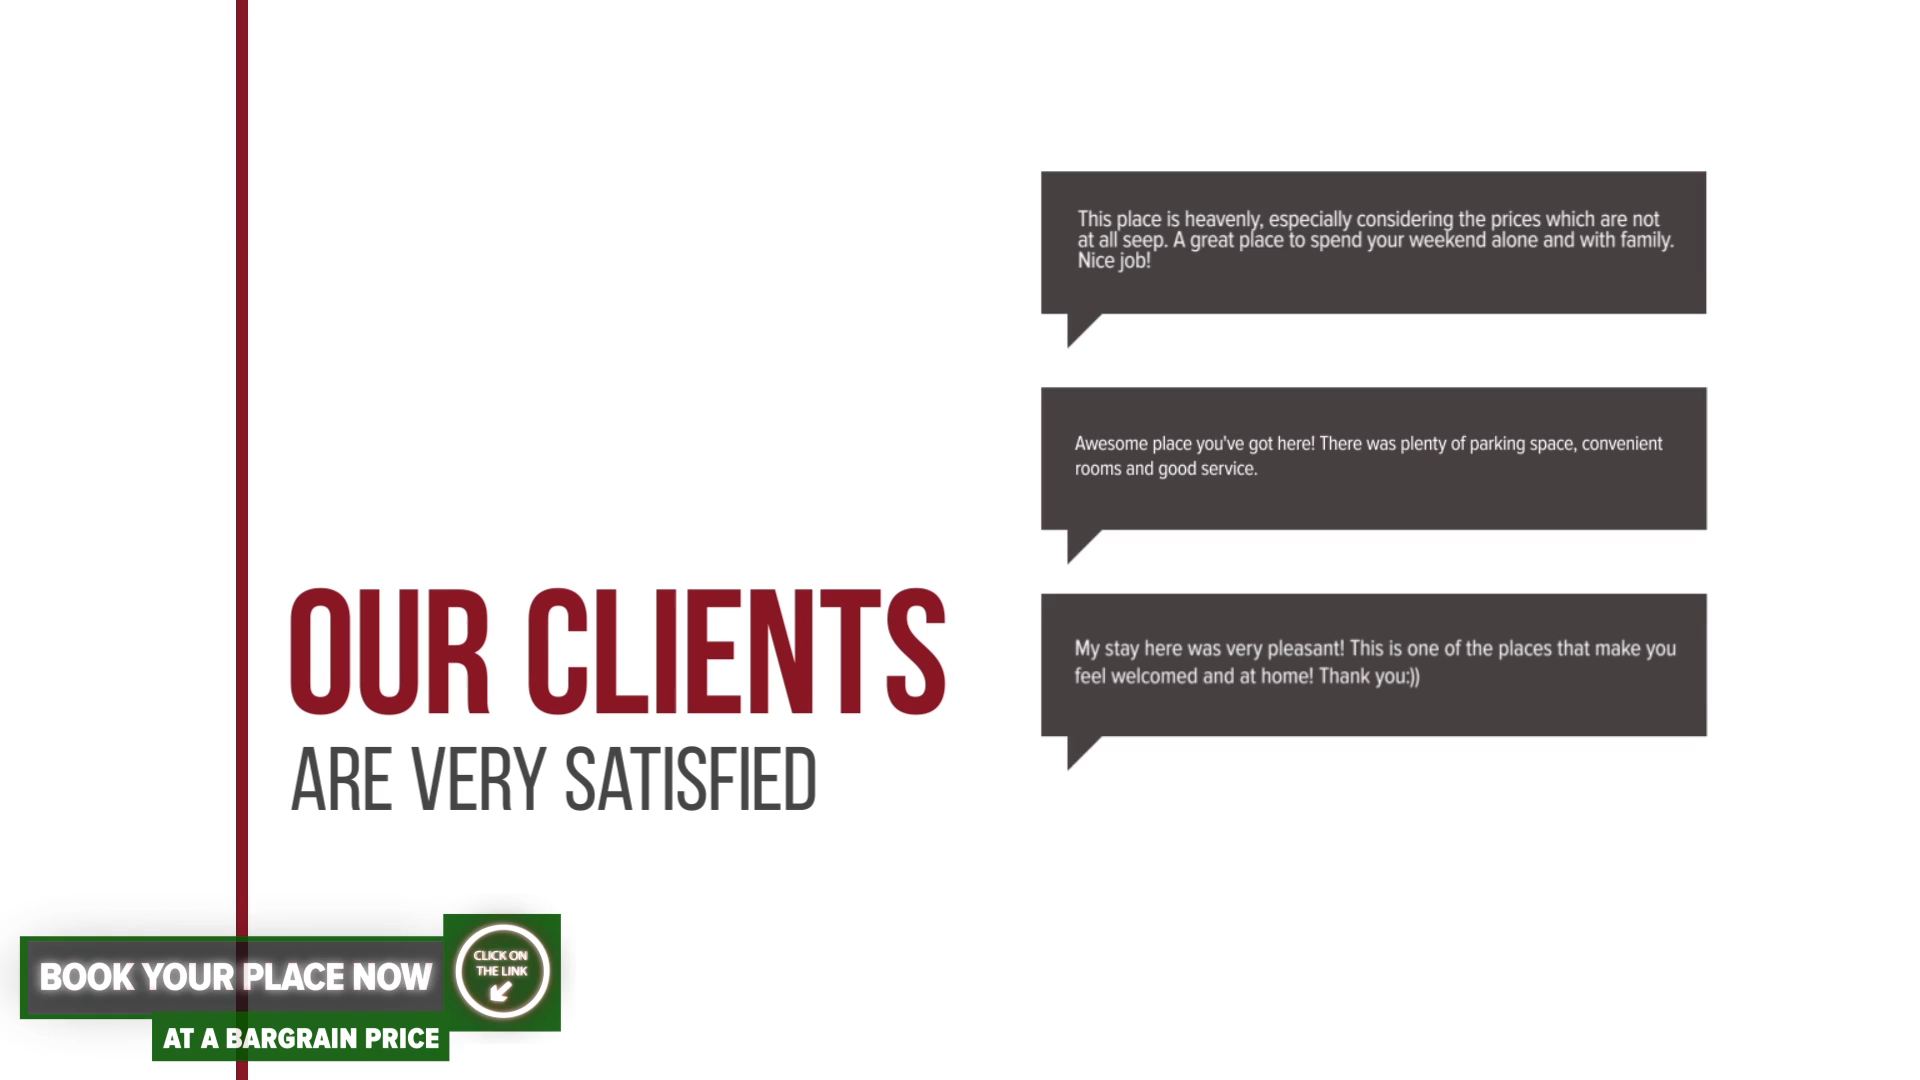 This place is heavenly, especially considering the prices which are not
at all seep. A great place to spend your weekend alone and with family.
Nice job!
Awesome place you've got here! There was plenty of parking space, convenient
rooms and good service.
OUR CLIENTS
ARE VERY SATISFIED
My stay here was very pleasant! This is one of the places that make you
feel welcomed and at home! Thank you:))
BOOK YOUR PLACE NOW
CLICK ON
THE LINK
AT A BARGRAIN PRICE